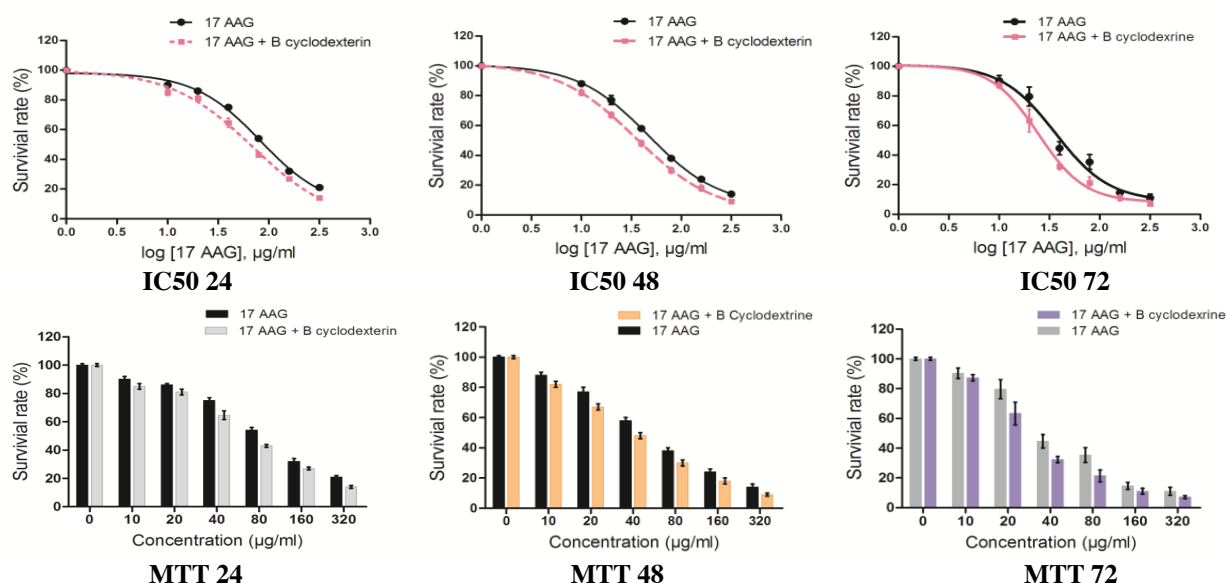 17 AAG
17 AAG + B cyclodexterin
Survivial rate (%)
120
100
80
60
40
20
0
0.0 0.5 1.0 1.5 2.0 2.5 3.0
log [17 AAG], µg/ml
IC50 24
17 AAG
17 AAG + B cyclodexterin
Survivial rate (%)
120
100
80
60
40
20
0
0.0 0.5 1.0 1.5 2.0 2.5 3.0
log [17 AAG], µg/ml
IC50 48
17 AAG
17 AAG + B cyclodexrine
Survivial rate (%)
120
100
80
60
40
20
0
0.0 0.5 1.0 1.5 2.0 2.5 3.0
log [17 AAG], µg/ml
IC50 72
17 AAG
17 AAG + B cyclodexterin
Survivial rate (%)
120
100
80
60
40
20
0
0 10 20 40 80 160 320
Concentration (µg/ml)
MTT 24
17 AAG + B Cyclodextrine
17 AAG
Survivial rate (%)
120
100
80
60
40
20
0
0 10 20 40 80 160 320
Concentration (µg/ml)
MTT 48
17 AAG + B cyclodexrine
17 AAG
Survivial rate (%)
120
100
80
60
40
20
0
0 10 20 40 80 160 320
Concentration (µg/ml)
MTT 72